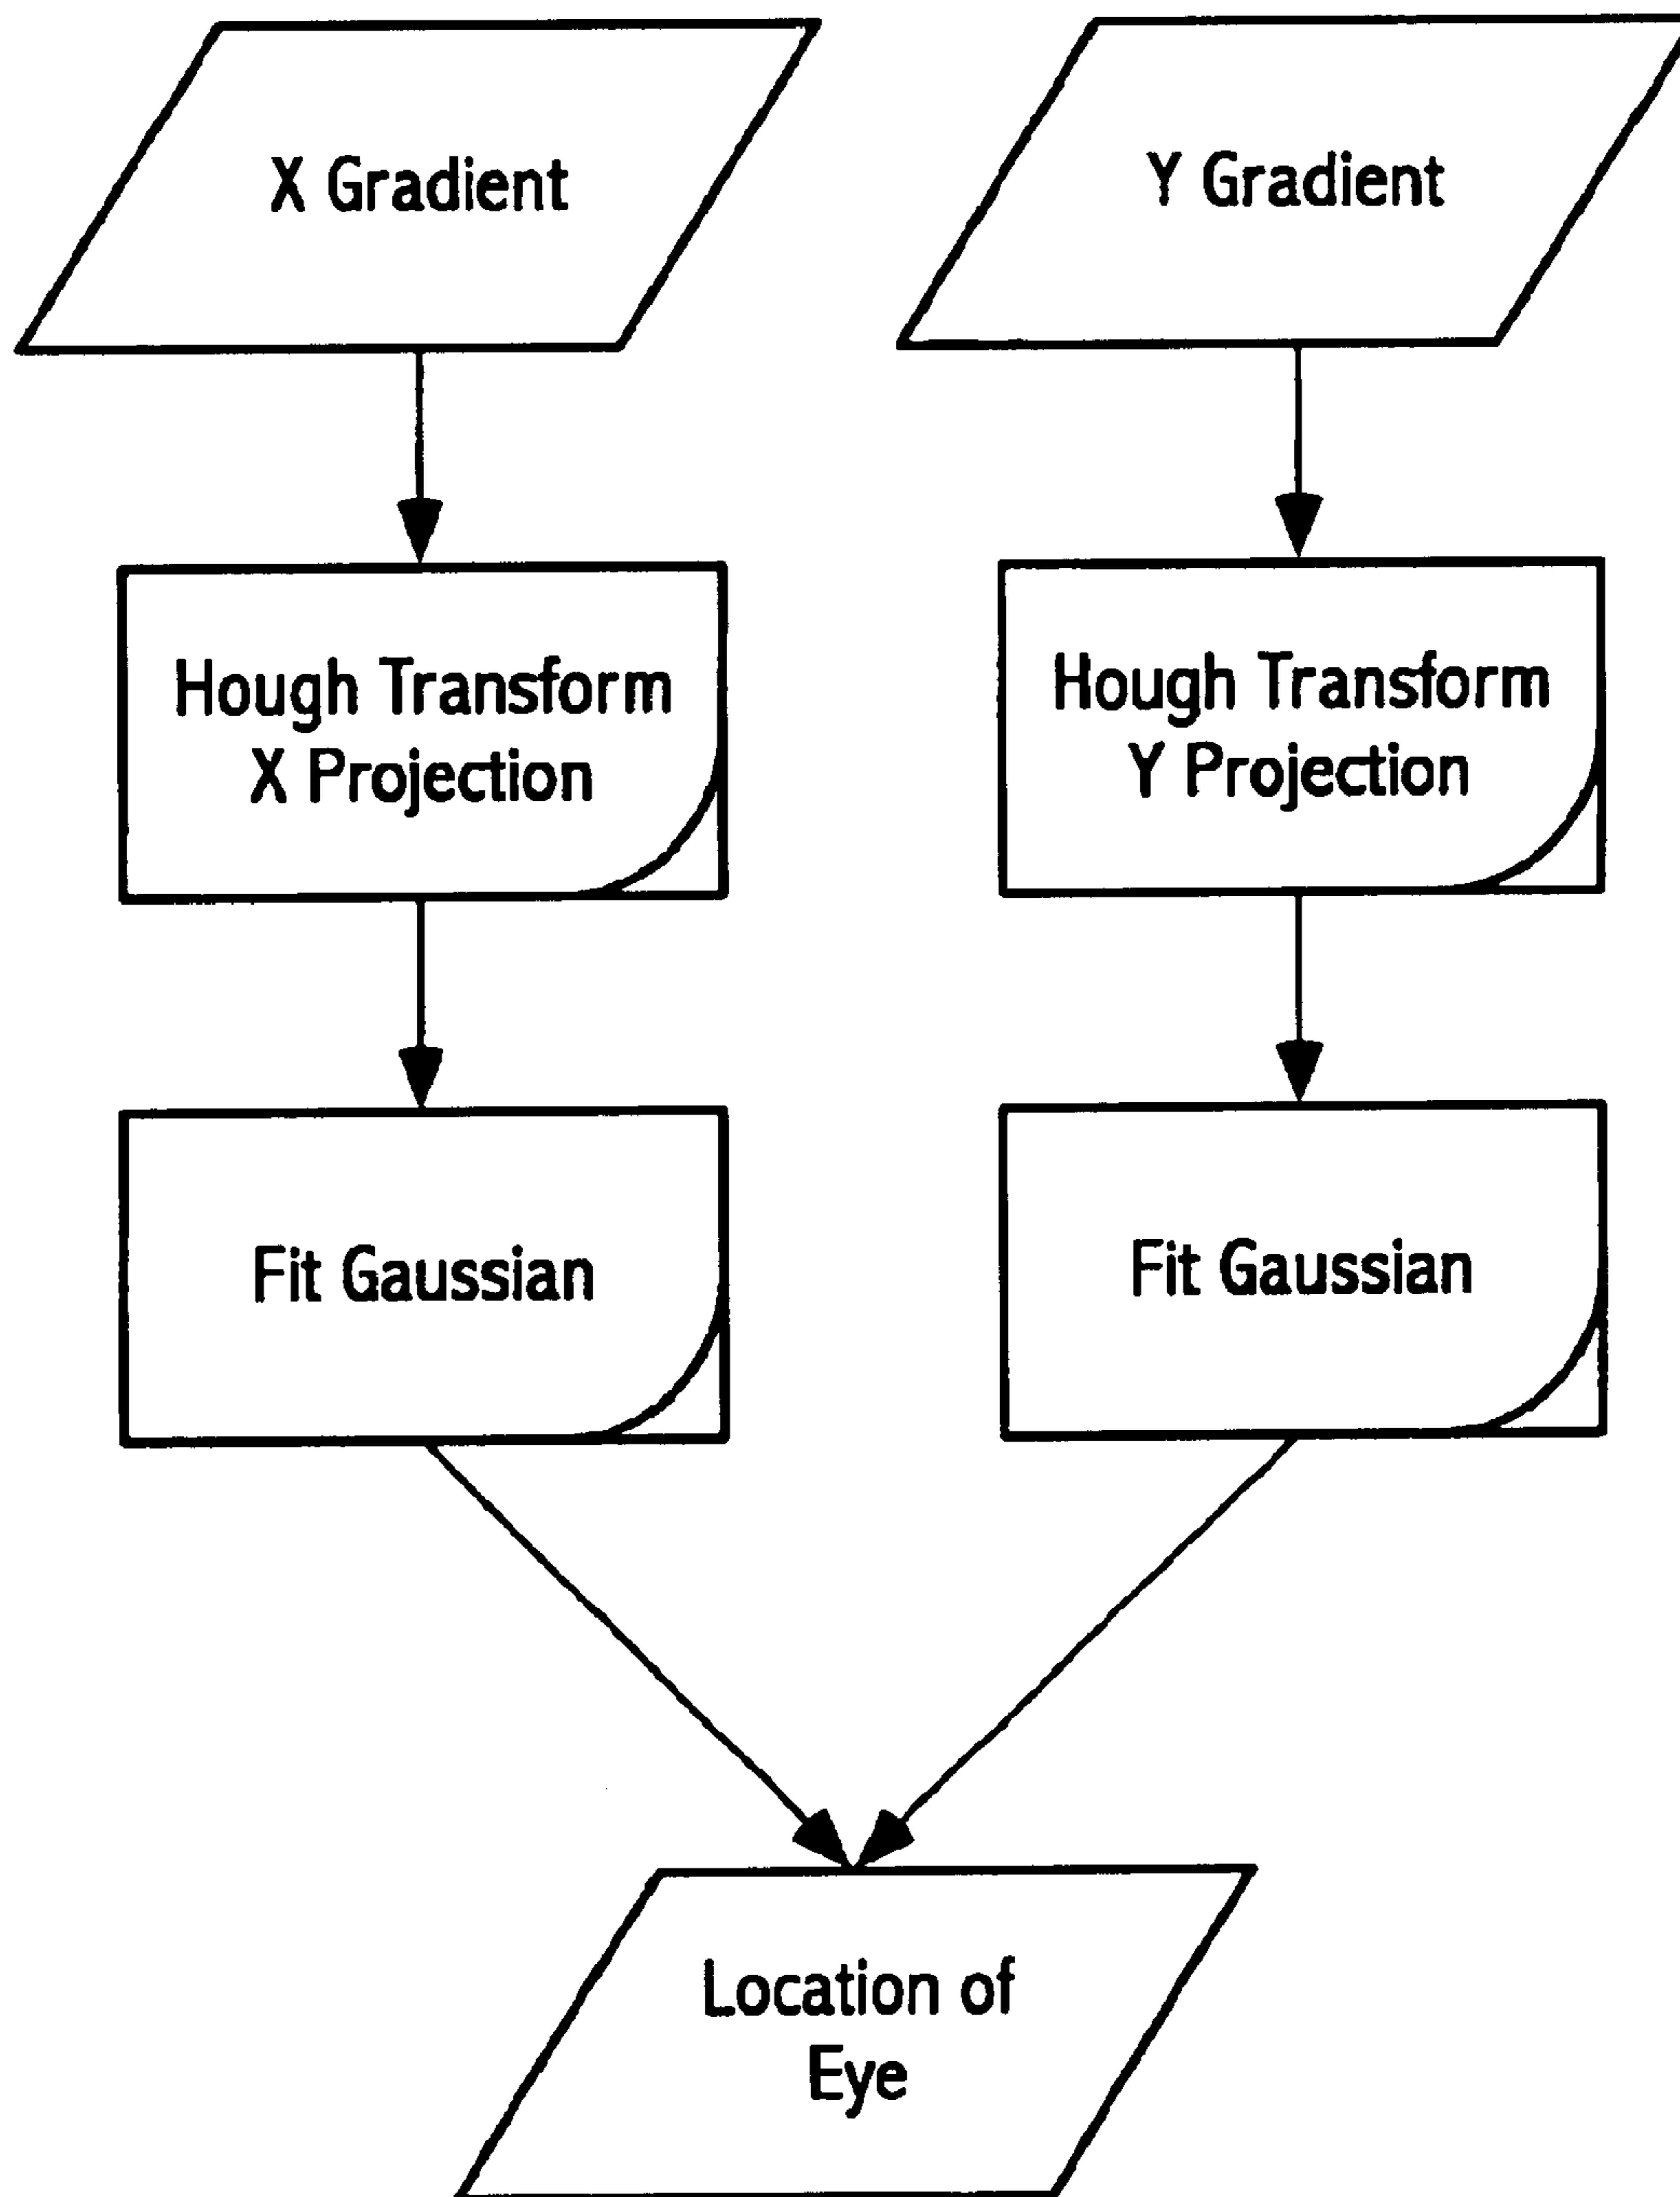 X Gradient
Y Gradient
Hough Transform
X Projection
Hough Transform
Y Projection
Fit Gaussian
Fit Gaussian
Location of
Eye